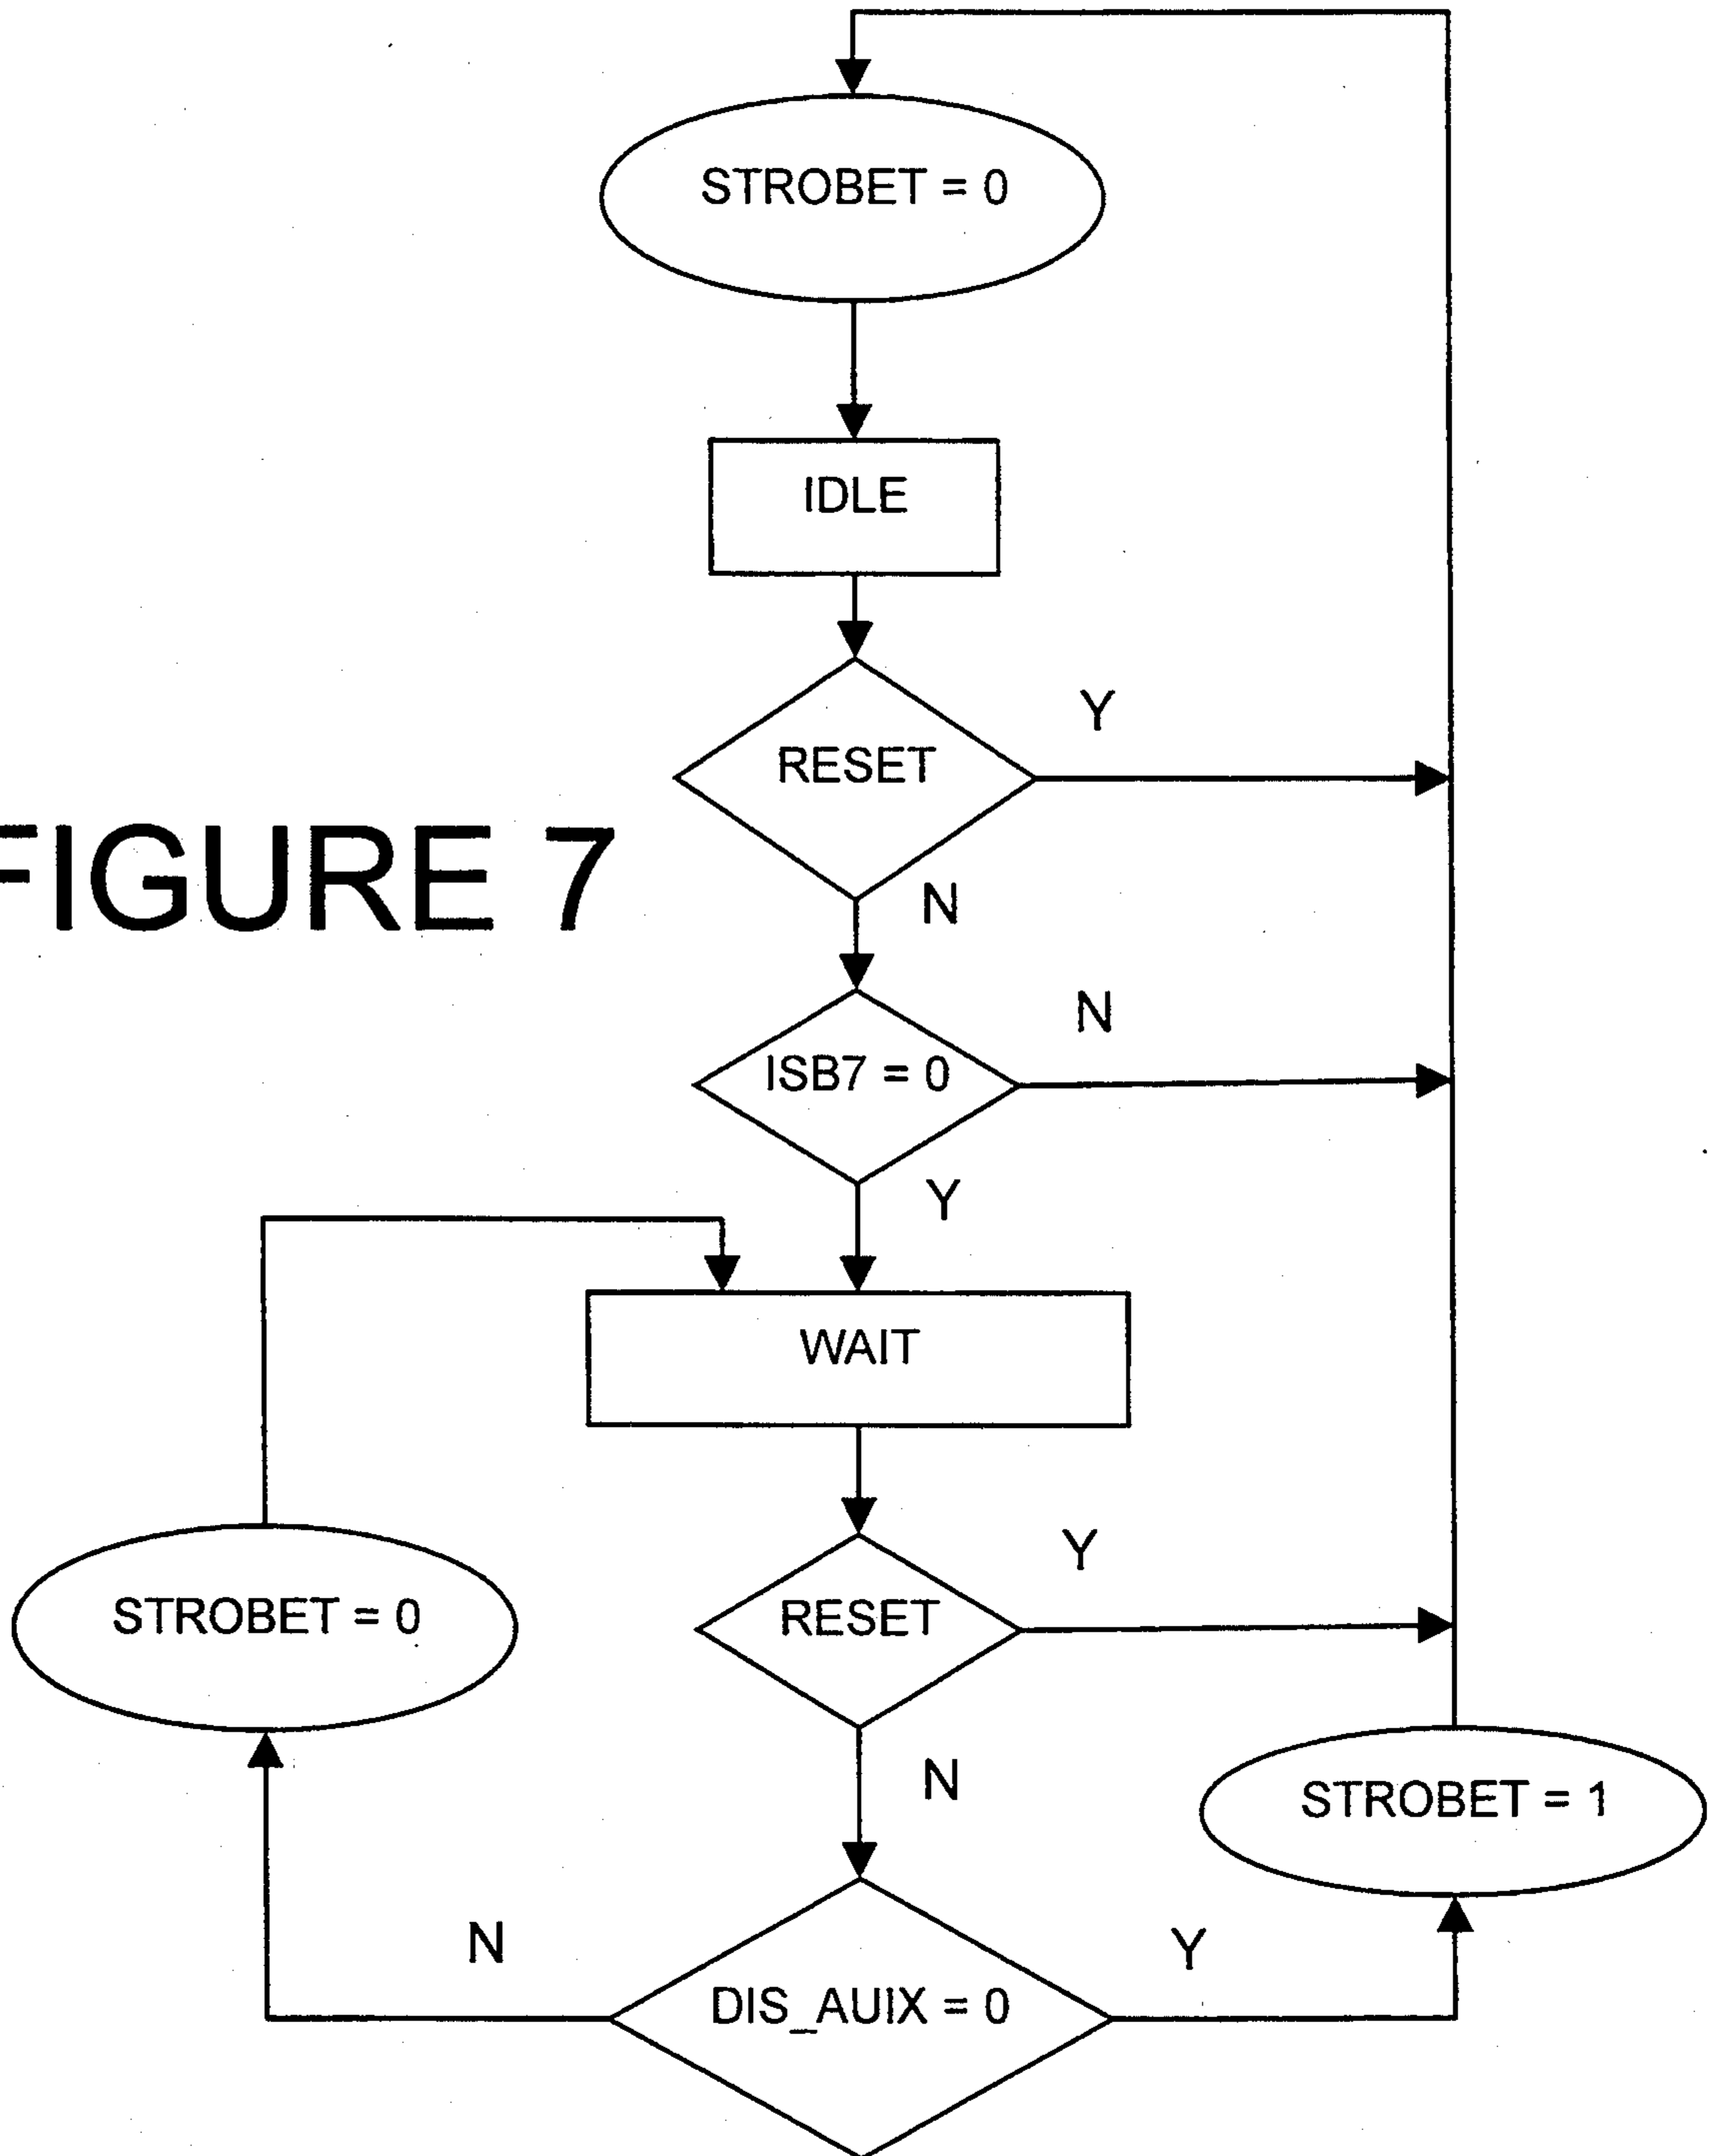 STROBET = 0
IDLE
Y
RESET
FIGURE 7
N
N
ISB7 = 0
Y
WAIT
Y
STROBET = 0
RESET
N
STROBET = 1
N
Y
DIS_AUIX = 0